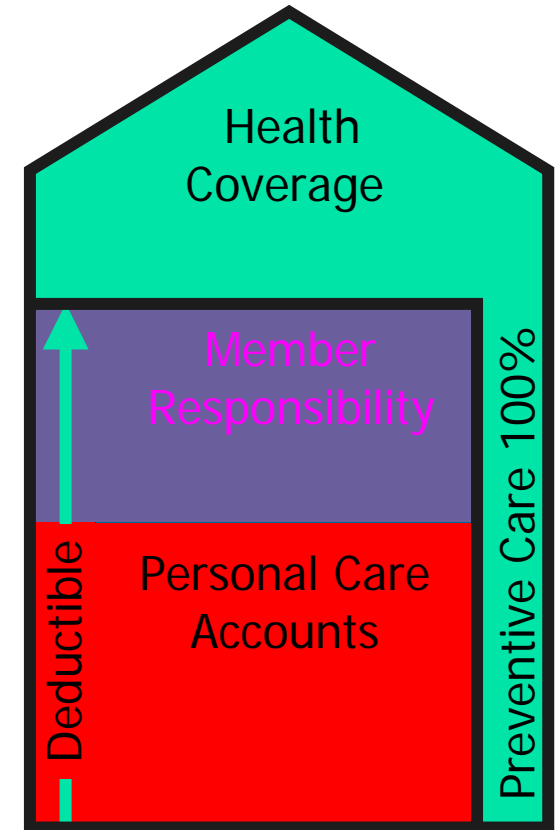 Health
Coverage
Member
Responsibility
Personal Care
Accounts
Deductible
Preventive Care 100%